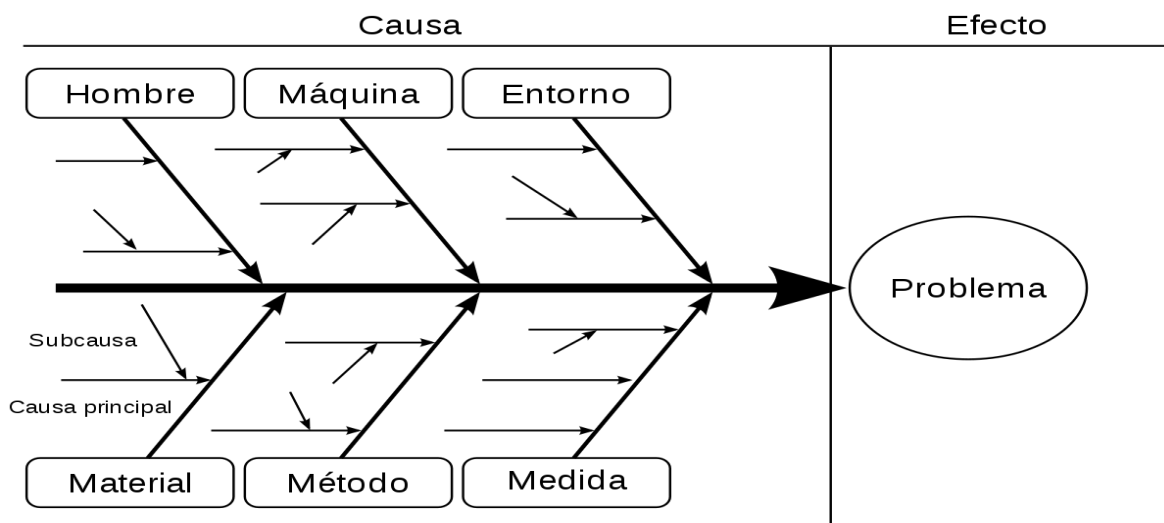 Causa
Efecto
Hombre
Máquina
Entorno
Problema
Subcausa
Causa principal
Material
Método
Medida